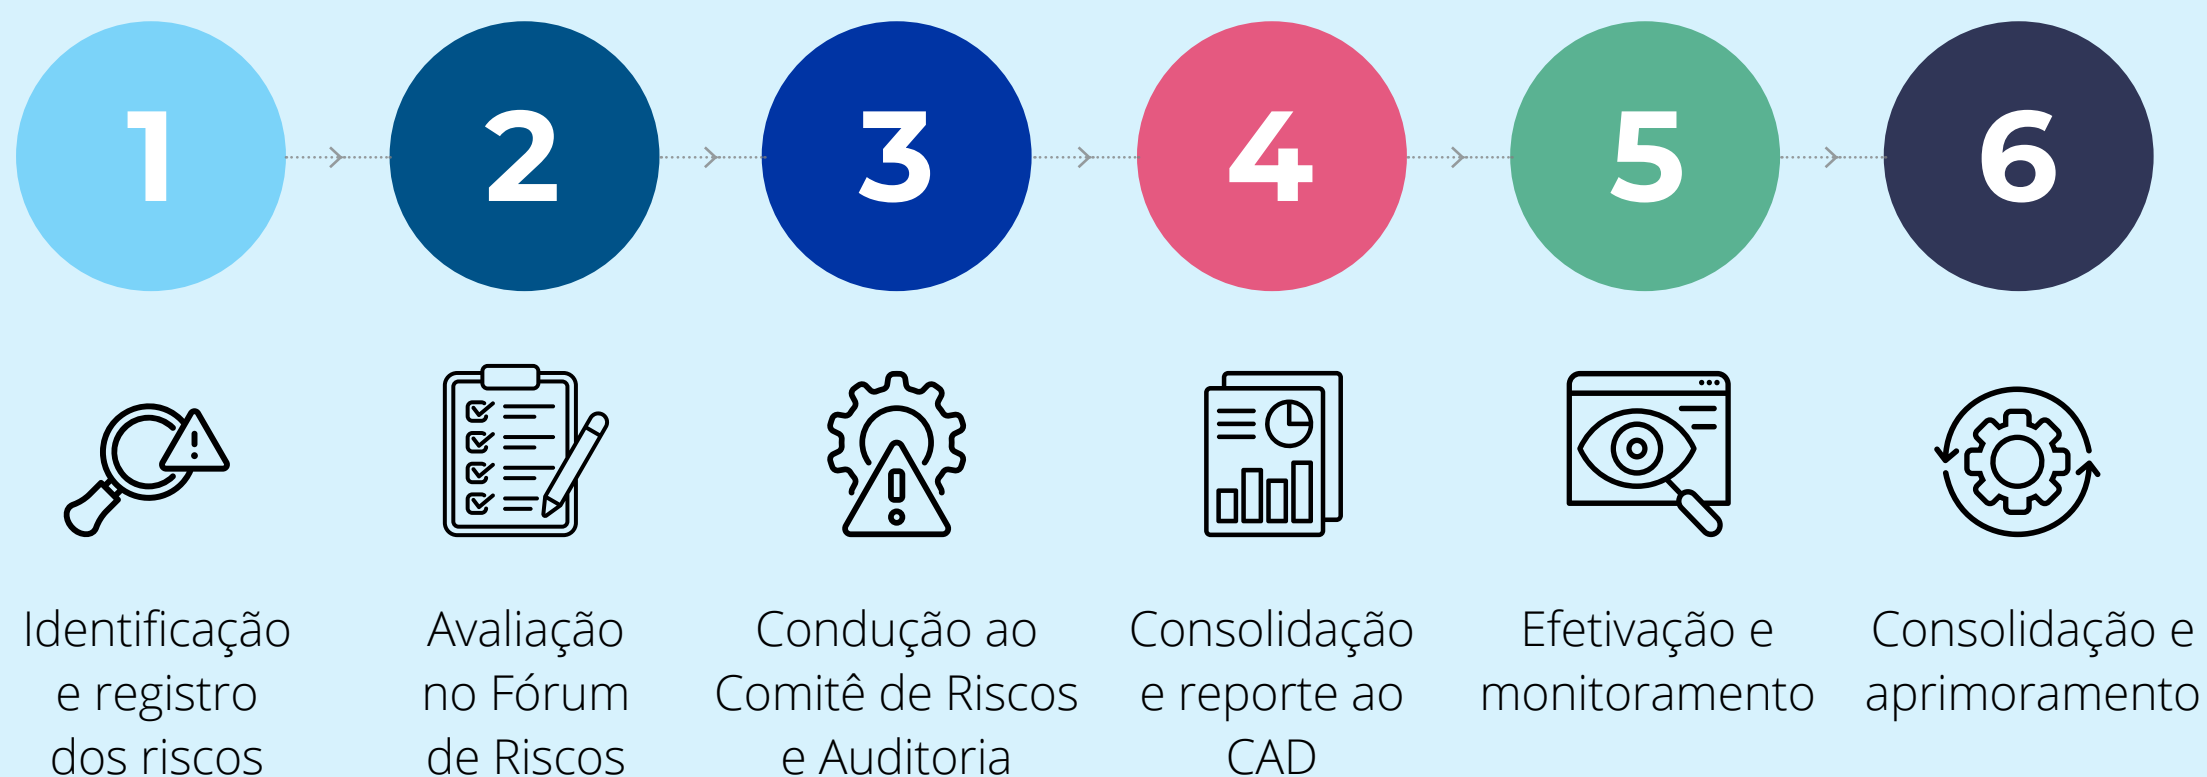 1
2
3
4
5
6
Identificação
e registro
dos riscos
Avaliação
no Fórum
de Riscos
Condução ao
Comitê de Riscos
e Auditoria
Consolidação
e reporte ao
CAD
Efetivação e
monitoramento
Consolidação e
aprimoramento